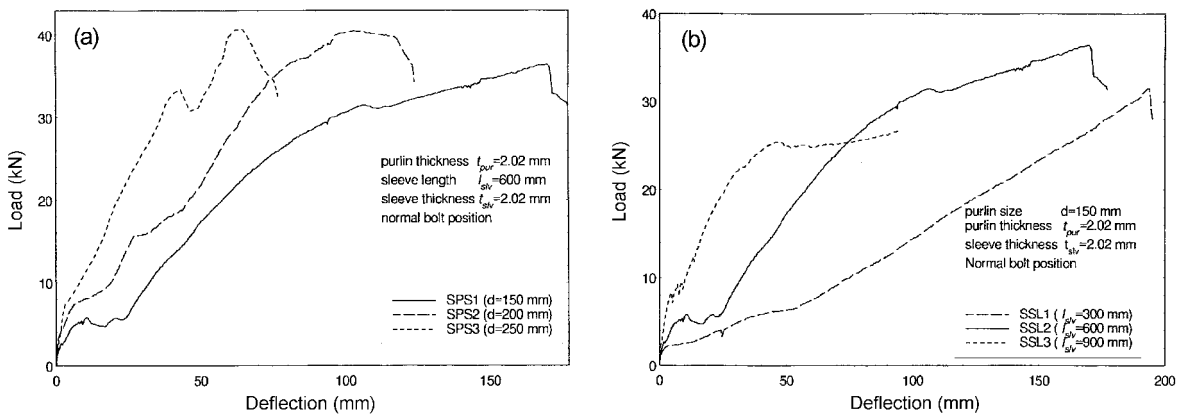 (a)
40
30
20
10
0
Load (kN)
purlin thickness t_pur=2.02 mm
sleeve length l_slv=600 mm
sleeve thickness t_slv=2.02 mm
normal bolt position
SPS1 (d=150 mm)
SPS2 (d=200 mm)
SPS3 (d=250 mm)
0 50 100 150
Deflection (mm)
(b)
40
30
20
10
0
Load (kN)
purlin size d=150 mm
purlin thickness t_pur=2.02 mm
sleeve thickness t_slv=2.02 mm
Normal bolt position
SSL1 ( l_slv=300 mm)
SSL2 ( l_slv=600 mm)
SSL3 ( l_slv=900 mm)
0 50 100 150 200
Deflection (mm)